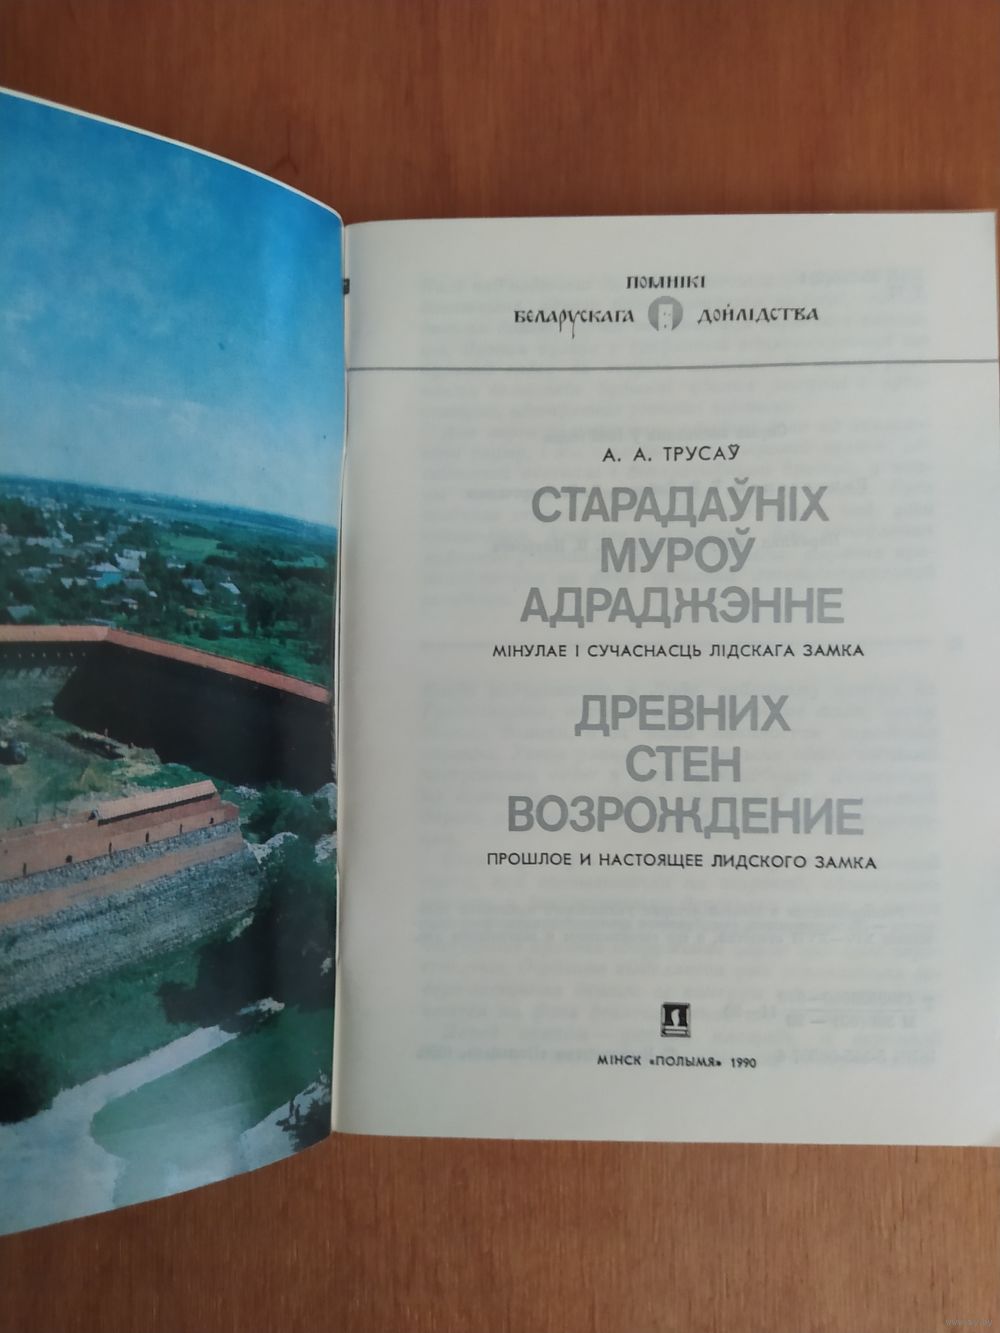 ПОМНІКІ
БЕЛАРУСКАГА ДОЙЛІДСТВА
А. А. ТРУСАЎ
СТАРАДАЎНІХ
МУРОЎ
АДРАДЖЭННЕ
МІНУЛАЕ І СУЧАСНАСЦЬ ЛІДСКАГА ЗАМКА
ДРЕВНИХ
СТЕН
ВОЗРОЖДЕНИЕ
ПРОШЛОЕ И НАСТОЯЩЕЕ ЛИДСКОГО ЗАМКА
МІНСК «ПОЛЫМЯ» 1990